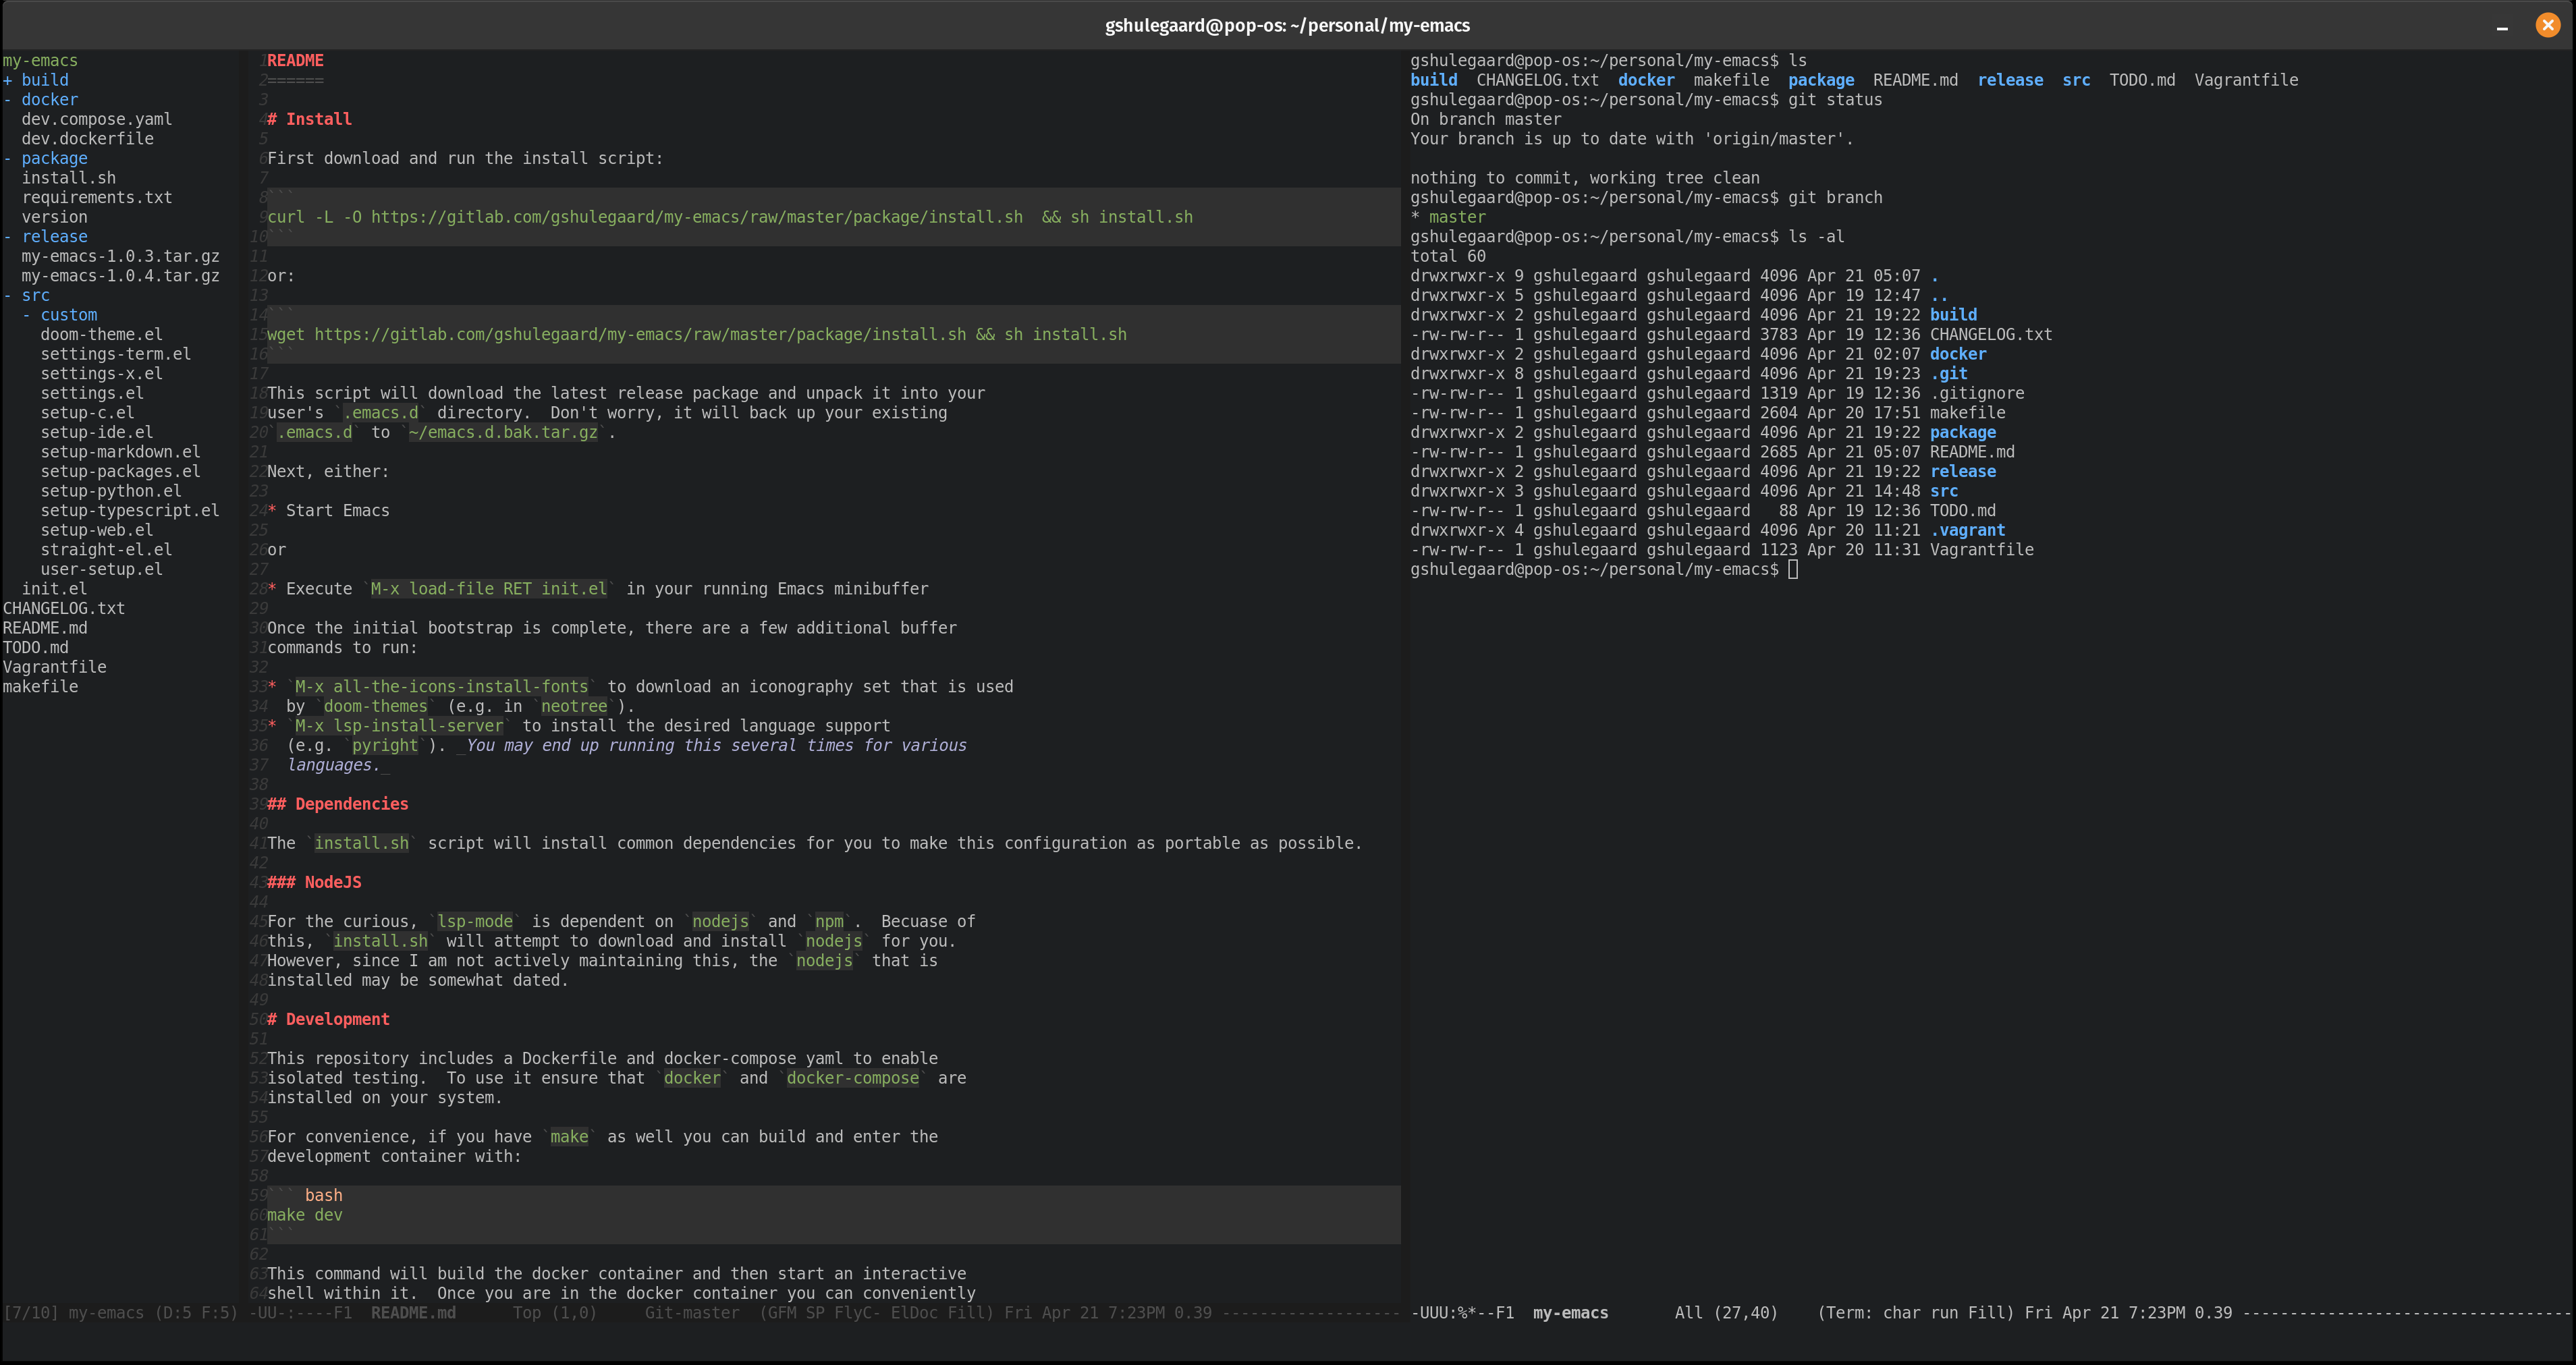 gshulegaard@pop-os: ~/personal/my-emacs
my-emacs
+ build
- docker
  dev.compose.yaml
  dev.dockerfile
- package
  install.sh
  requirements.txt
  version
- release
  my-emacs-1.0.3.tar.gz
  my-emacs-1.0.4.tar.gz
- src
  - custom
    doom-theme.el
    settings-term.el
    settings-x.el
    settings.el
    setup-c.el
    setup-ide.el
    setup-markdown.el
    setup-packages.el
    setup-python.el
    setup-typescript.el
    setup-web.el
    straight-el.el
    user-setup.el
  init.el
CHANGELOG.txt
README.md
TODO.md
Vagrantfile
makefile
[7/10] my-emacs (D:5 F:5)
1 README
2 ======
3
4 # Install
5
6 First download and run the install script:
7
8 ```
9 curl -L -O https://gitlab.com/gshulegaard/my-emacs/raw/master/package/install.sh  && sh install.sh
10 ```
11
12 or:
13
14 ```
15 wget https://gitlab.com/gshulegaard/my-emacs/raw/master/package/install.sh && sh install.sh
16 ```
17
18 This script will download the latest release package and unpack it into your
19 user's `.emacs.d` directory.  Don't worry, it will back up your existing
20 `.emacs.d` to `~/emacs.d.bak.tar.gz`.
21
22 Next, either:
23
24 * Start Emacs
25
26 or
27
28 * Execute `M-x load-file RET init.el` in your running Emacs minibuffer
29
30 Once the initial bootstrap is complete, there are a few additional buffer
31 commands to run:
32
33 * `M-x all-the-icons-install-fonts` to download an iconography set that is used
34   by `doom-themes` (e.g. in `neotree`).
35 * `M-x lsp-install-server` to install the desired language support
36   (e.g. `pyright`). _You may end up running this several times for various
37   languages._
38
39 ## Dependencies
40
41 The `install.sh` script will install common dependencies for you to make this configuration as portable as possible.
42
43 ### NodeJS
44
45 For the curious, `lsp-mode` is dependent on `nodejs` and `npm`.  Becuase of
46 this, `install.sh` will attempt to download and install `nodejs` for you.
47 However, since I am not actively maintaining this, the `nodejs` that is
48 installed may be somewhat dated.
49
50 # Development
51
52 This repository includes a Dockerfile and docker-compose yaml to enable
53 isolated testing.  To use it ensure that `docker` and `docker-compose` are
54 installed on your system.
55
56 For convenience, if you have `make` as well you can build and enter the
57 development container with:
58
59 ``` bash
60 make dev
61 ```
62
63 This command will build the docker container and then start an interactive
64 shell within it.  Once you are in the docker container you can conveniently
-UU-:----F1  README.md      Top (1,0)     Git-master  (GFM SP FlyC- ElDoc Fill) Fri Apr 21 7:23PM 0.39 -------------------
gshulegaard@pop-os:~/personal/my-emacs$ ls
build  CHANGELOG.txt  docker  makefile  package  README.md  release  src  TODO.md  Vagrantfile
gshulegaard@pop-os:~/personal/my-emacs$ git status
On branch master
Your branch is up to date with 'origin/master'.

nothing to commit, working tree clean
gshulegaard@pop-os:~/personal/my-emacs$ git branch
* master
gshulegaard@pop-os:~/personal/my-emacs$ ls -al
total 60
drwxrwxr-x 9 gshulegaard gshulegaard 4096 Apr 21 05:07 .
drwxrwxr-x 5 gshulegaard gshulegaard 4096 Apr 19 12:47 ..
drwxrwxr-x 2 gshulegaard gshulegaard 4096 Apr 21 19:22 build
-rw-rw-r-- 1 gshulegaard gshulegaard 3783 Apr 19 12:36 CHANGELOG.txt
drwxrwxr-x 2 gshulegaard gshulegaard 4096 Apr 21 02:07 docker
drwxrwxr-x 8 gshulegaard gshulegaard 4096 Apr 21 19:23 .git
-rw-rw-r-- 1 gshulegaard gshulegaard 1319 Apr 19 12:36 .gitignore
-rw-rw-r-- 1 gshulegaard gshulegaard 2604 Apr 20 17:51 makefile
drwxrwxr-x 2 gshulegaard gshulegaard 4096 Apr 21 19:22 package
-rw-rw-r-- 1 gshulegaard gshulegaard 2685 Apr 21 05:07 README.md
drwxrwxr-x 2 gshulegaard gshulegaard 4096 Apr 21 19:22 release
drwxrwxr-x 3 gshulegaard gshulegaard 4096 Apr 21 14:48 src
-rw-rw-r-- 1 gshulegaard gshulegaard   88 Apr 19 12:36 TODO.md
drwxrwxr-x 4 gshulegaard gshulegaard 4096 Apr 20 11:21 .vagrant
-rw-rw-r-- 1 gshulegaard gshulegaard 1123 Apr 20 11:31 Vagrantfile
gshulegaard@pop-os:~/personal/my-emacs$
-UUU:%*--F1  my-emacs       All (27,40)    (Term: char run Fill) Fri Apr 21 7:23PM 0.39 -----------------------------------